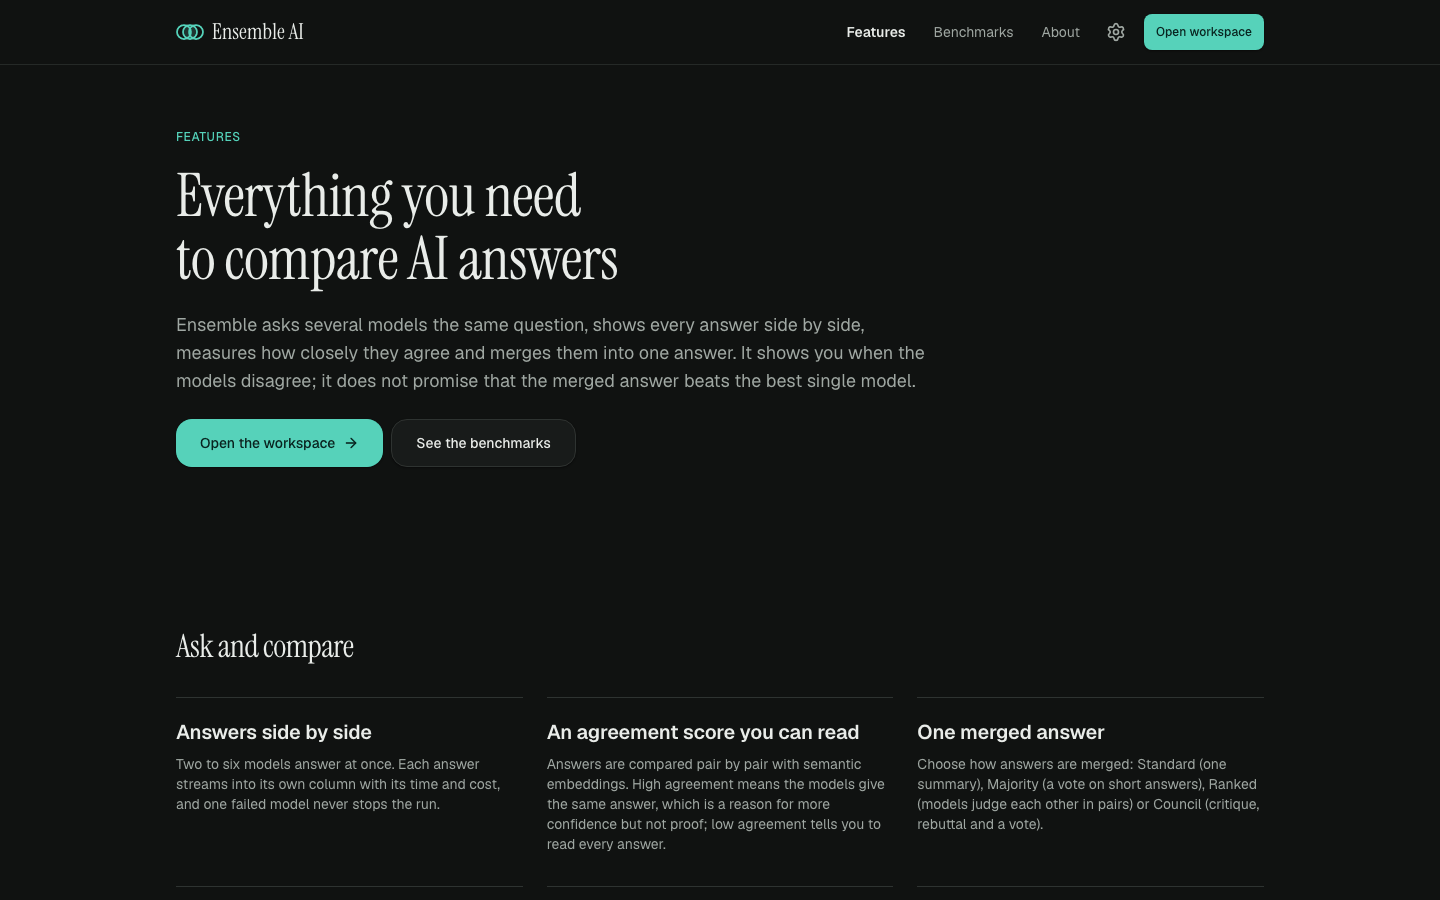 Ensemble AI
Features
Benchmarks
About
Open workspace
FEATURES
Everything you need
to compare AI answers
Ensemble asks several models the same question, shows every answer side by side,
measures how closely they agree and merges them into one answer. It shows you when the
models disagree; it does not promise that the merged answer beats the best single model.
Open the workspace →
See the benchmarks
Ask and compare
Answers side by side
Two to six models answer at once. Each answer
streams into its own column with its time and cost,
and one failed model never stops the run.
An agreement score you can read
Answers are compared pair by pair with semantic
embeddings. High agreement means the models give
the same answer, which is a reason for more
confidence but not proof; low agreement tells you to
read every answer.
One merged answer
Choose how answers are merged: Standard (one
summary), Majority (a vote on short answers), Ranked
(models judge each other in pairs) or Council (critique,
rebuttal and a vote).